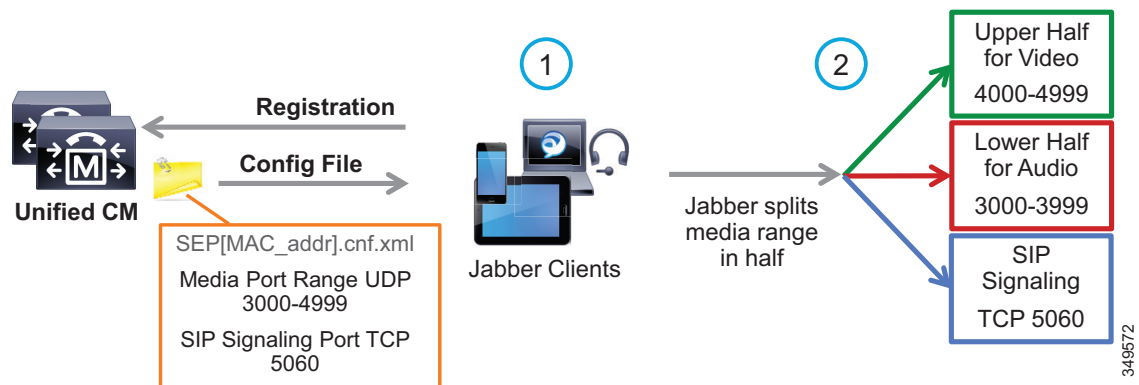 1
2
Registration
Config File
M
Unified CM
SEP[MAC_addr].cnf.xml
Media Port Range UDP
3000-4999
SIP Signaling Port TCP
5060
Jabber Clients
Jabber splits
media range
in half
Upper Half
for Video
4000-4999
Lower Half
for Audio
3000-3999
SIP
Signaling
TCP 5060
349572